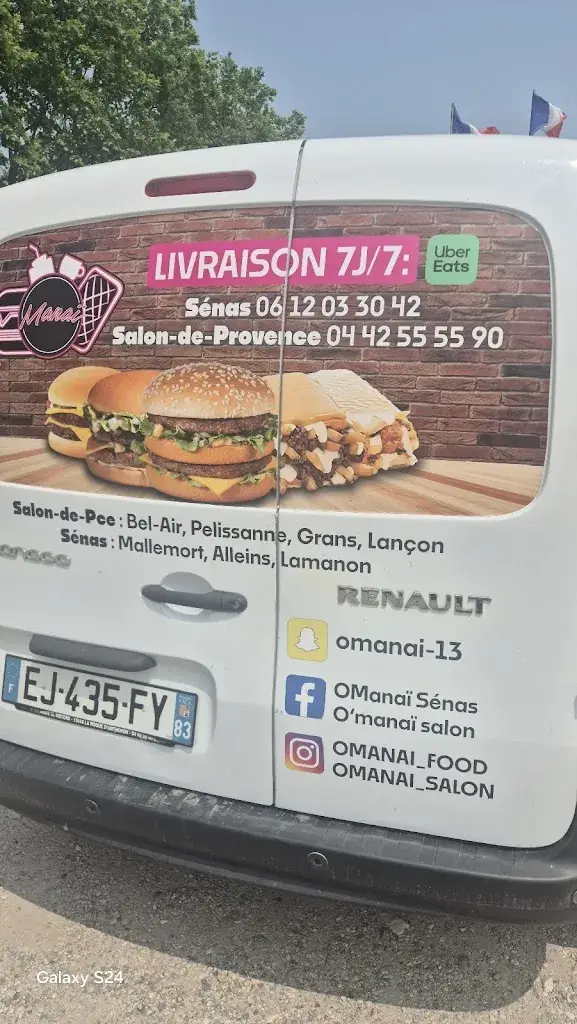 Manai
LIVRAISON 7J/7:
Uber
Eats
Sénas 06 12 03 30 42
Salon-de-Provence 04 42 55 55 90
Salon-de-Pce : Bel-Air, Pelissanne, Grans, Lançon
Sénas : Mallemort, Alleins, Lamanon
RENAULT
omanai-13
OManaï Sénas
O'manaï salon
OMANAI_FOOD
OMANAI_SALON
F
EJ-435-FY
83
Galaxy S24